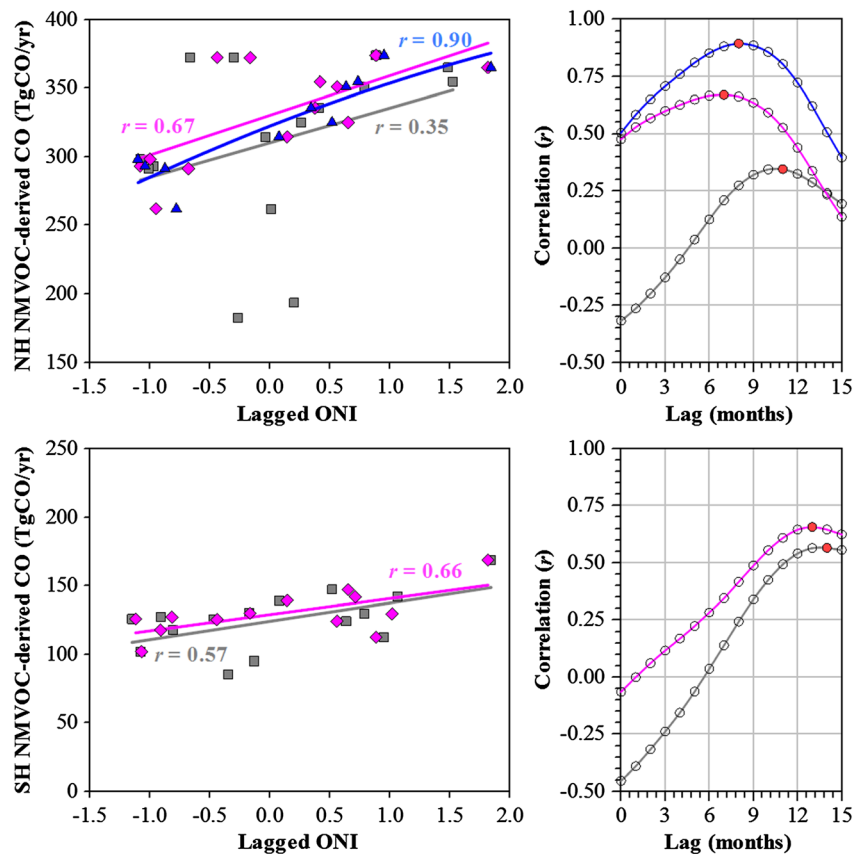 NH NMVOC-derived CO (TgCO/yr)
400
350
300
250
200
150
r = 0.90
r = 0.67
r = 0.35
-1.5 -1.0 -0.5 0.0 0.5 1.0 1.5 2.0
Lagged ONI
Correlation (r)
1.00
0.75
0.50
0.25
0.00
-0.25
-0.50
0 3 6 9 12 15
Lag (months)
SH NMVOC-derived CO (TgCO/yr)
250
200
150
100
50
0
r = 0.66
r = 0.57
-1.5 -1.0 -0.5 0.0 0.5 1.0 1.5 2.0
Lagged ONI
Correlation (r)
1.00
0.75
0.50
0.25
0.00
-0.25
-0.50
0 3 6 9 12 15
Lag (months)